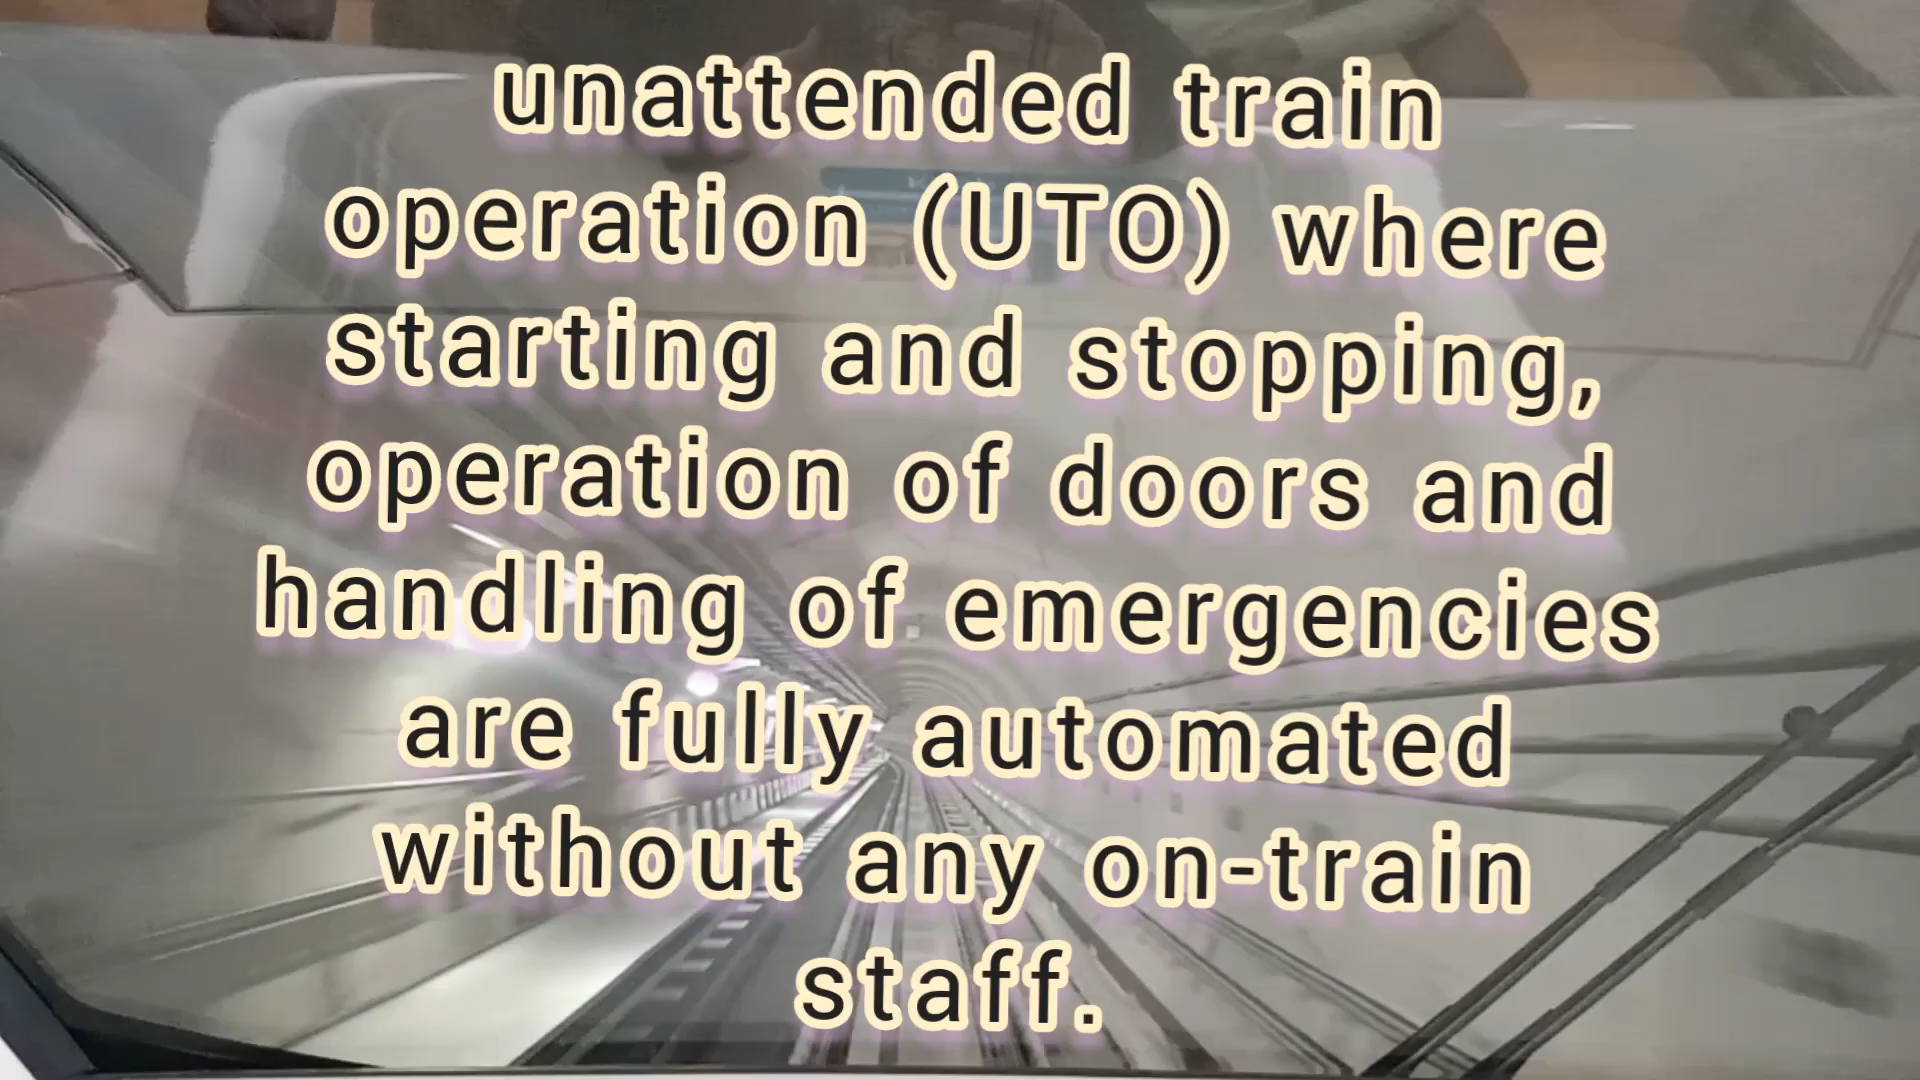 unattended train
operation (UTO) where
starting and stopping,
operation of doors and
handling of emergencies
are fully automated
without any on-train
staff.